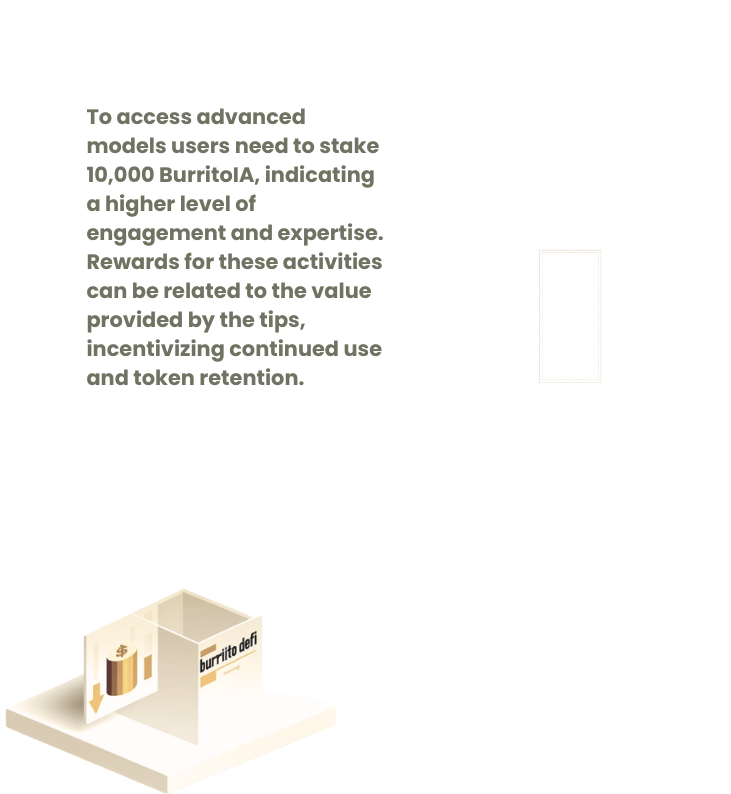 To access advanced
models users need to stake
10,000 BurritoIA, indicating
a higher level of
engagement and expertise.
Rewards for these activities
can be related to the value
provided by the tips,
incentivizing continued use
and token retention.
$
burriito defi